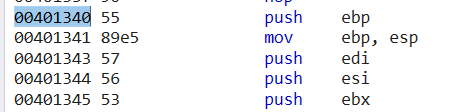 00401340 55 push ebp
00401341 89e5 mov ebp, esp
00401343 57 push edi
00401344 56 push esi
00401345 53 push ebx